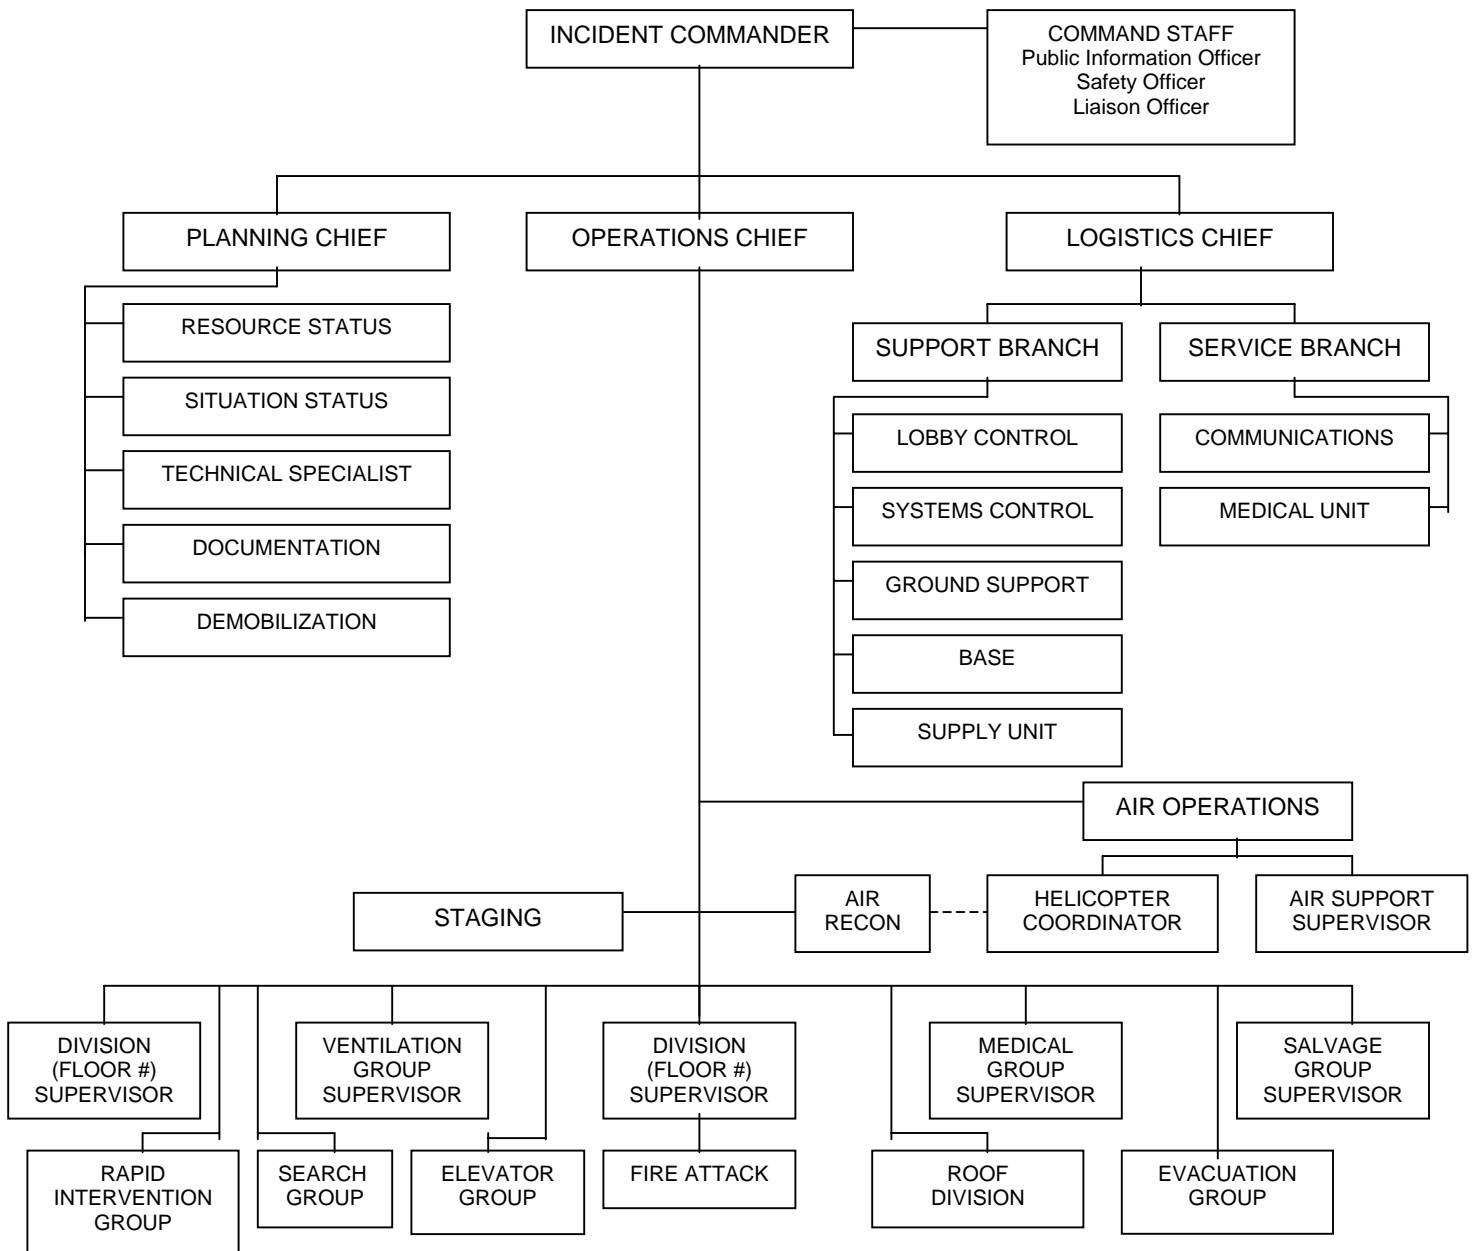 INCIDENT COMMANDER
COMMAND STAFF
Public Information Officer
Safety Officer
Liaison Officer
PLANNING CHIEF
OPERATIONS CHIEF
LOGISTICS CHIEF
RESOURCE STATUS
SITUATION STATUS
TECHNICAL SPECIALIST
DOCUMENTATION
DEMOBILIZATION
SUPPORT BRANCH
SERVICE BRANCH
LOBBY CONTROL
SYSTEMS CONTROL
GROUND SUPPORT
BASE
SUPPLY UNIT
COMMUNICATIONS
MEDICAL UNIT
AIR OPERATIONS
STAGING
AIR
RECON
HELICOPTER
COORDINATOR
AIR SUPPORT
SUPERVISOR
DIVISION
(FLOOR #)
SUPERVISOR
VENTILATION
GROUP
SUPERVISOR
DIVISION
(FLOOR #)
SUPERVISOR
MEDICAL
GROUP
SUPERVISOR
SALVAGE
GROUP
SUPERVISOR
RAPID
INTERVENTION
GROUP
SEARCH
GROUP
ELEVATOR
GROUP
FIRE ATTACK
ROOF
DIVISION
EVACUATION
GROUP